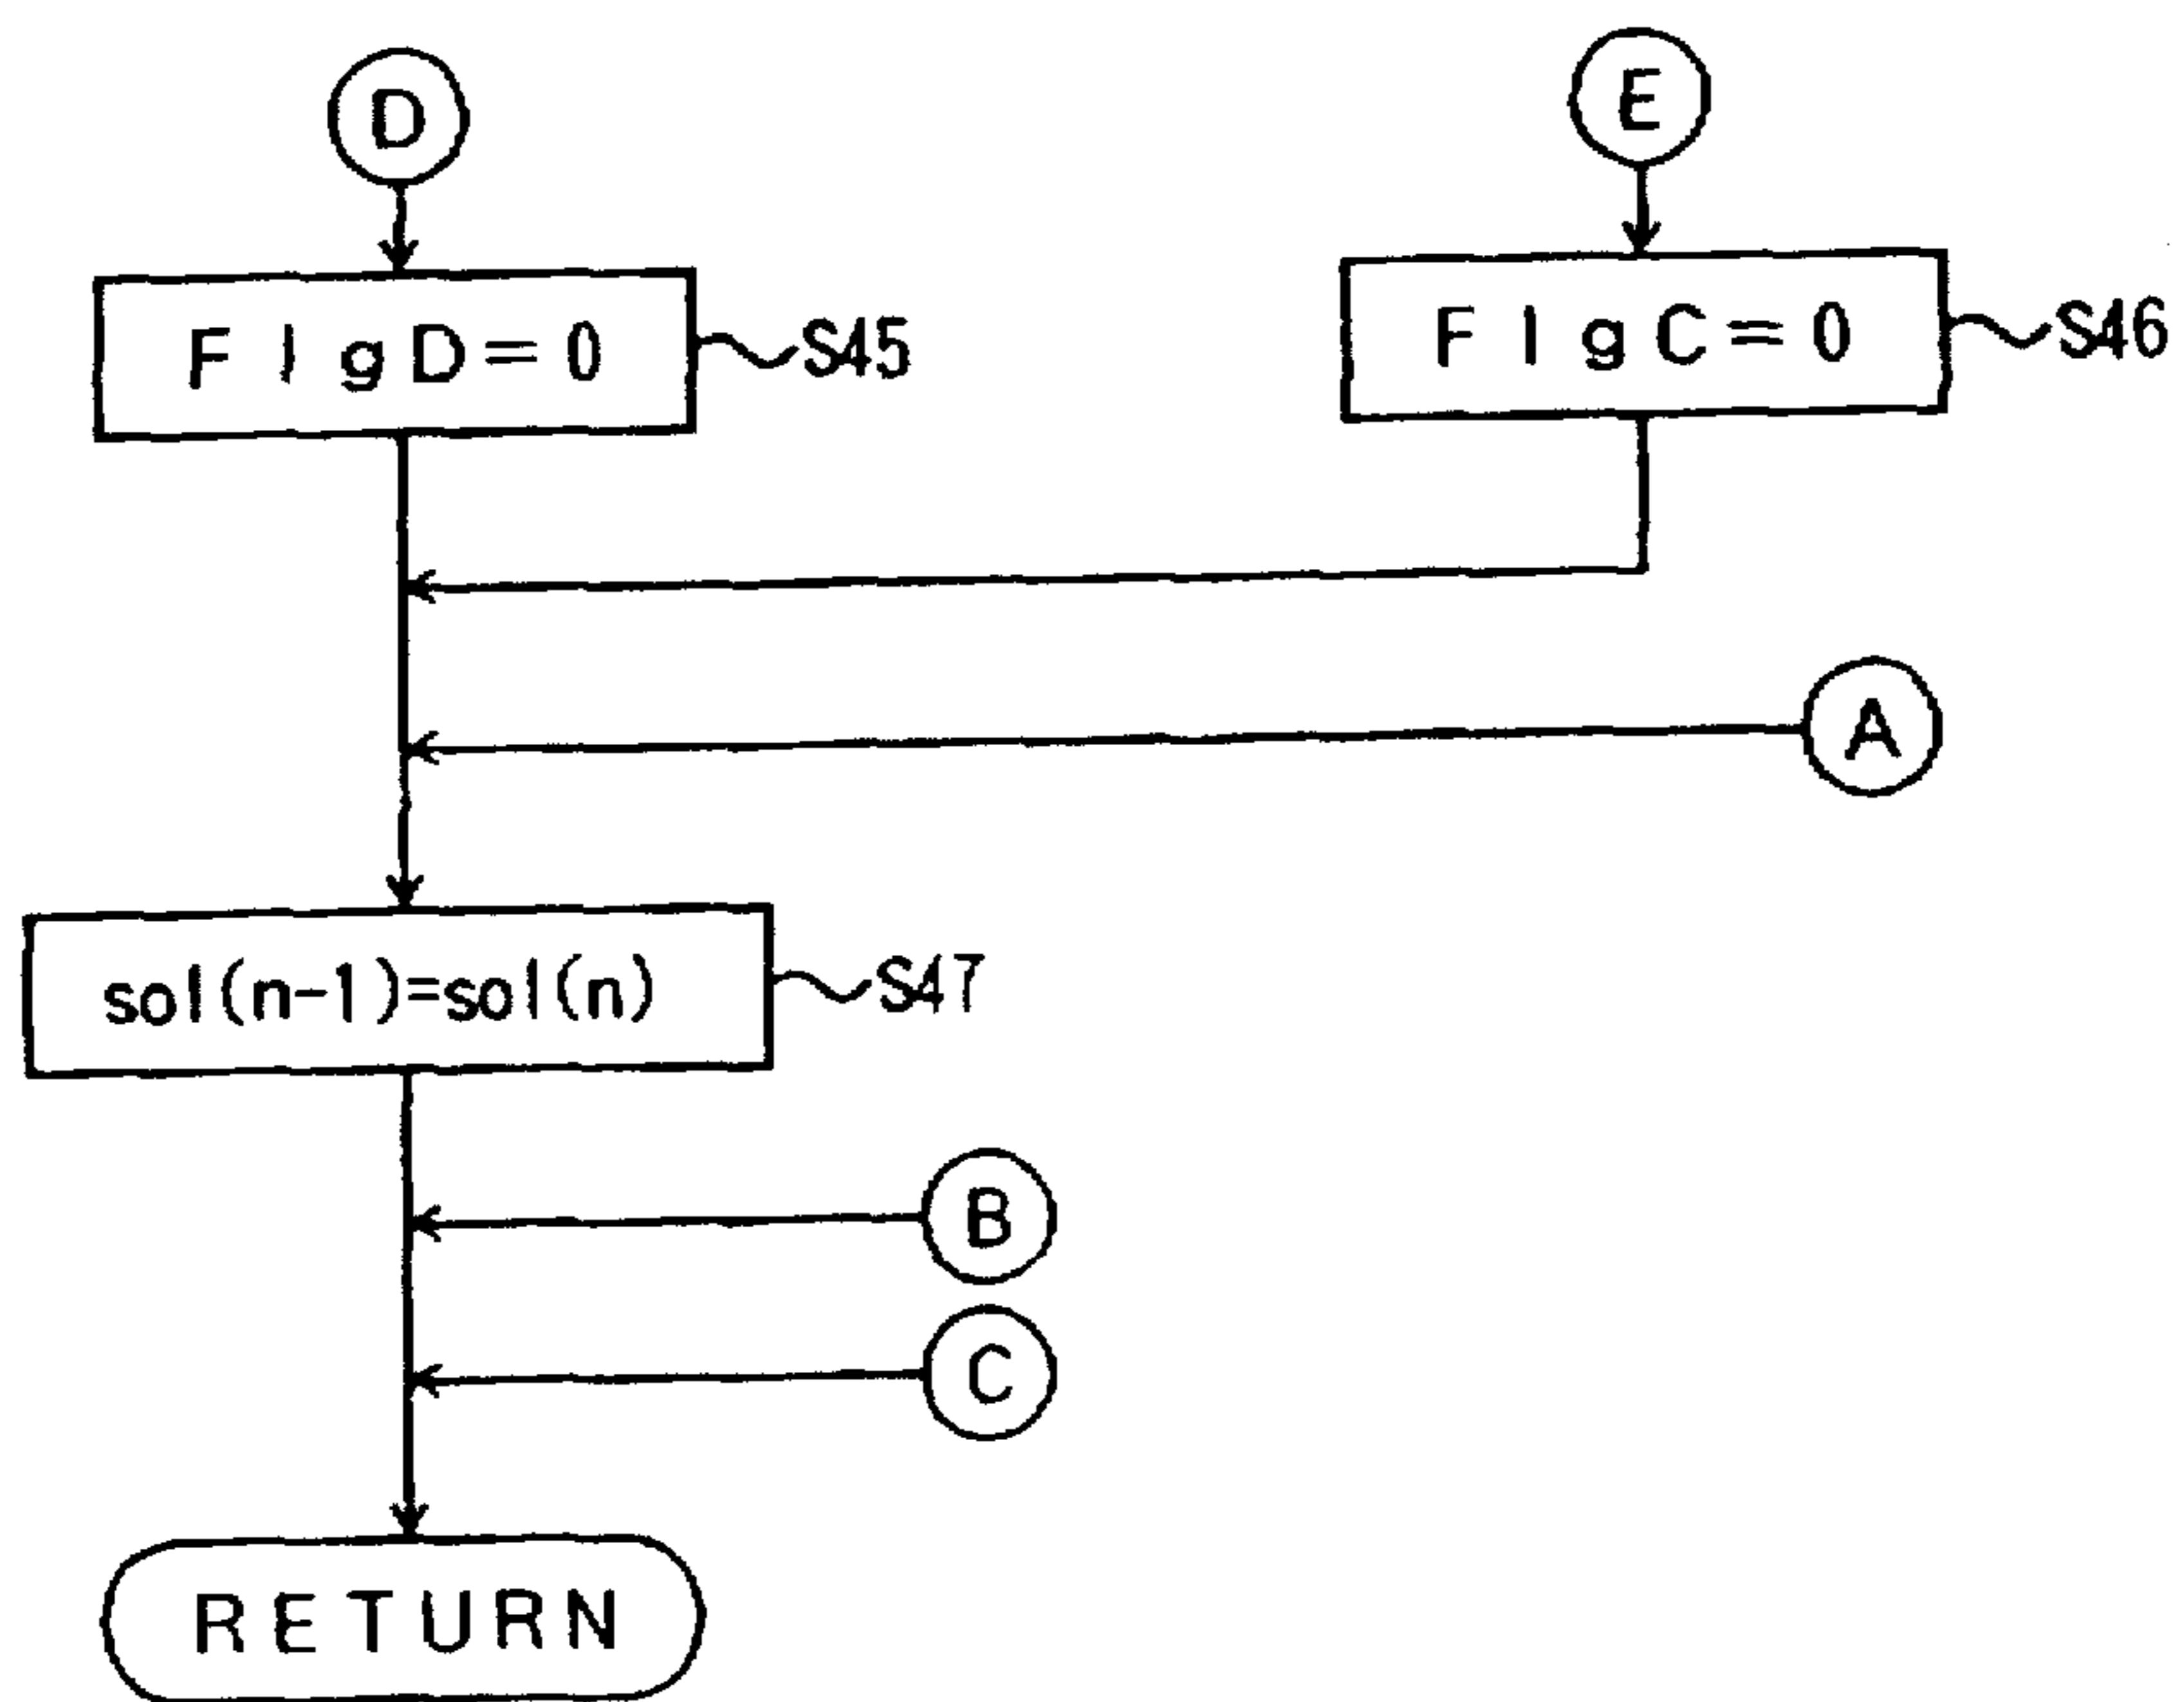 D
E
FlgD=0
S45
FlgC=0
S46
A
sol(n-1)=sol(n)
S47
B
C
RETURN